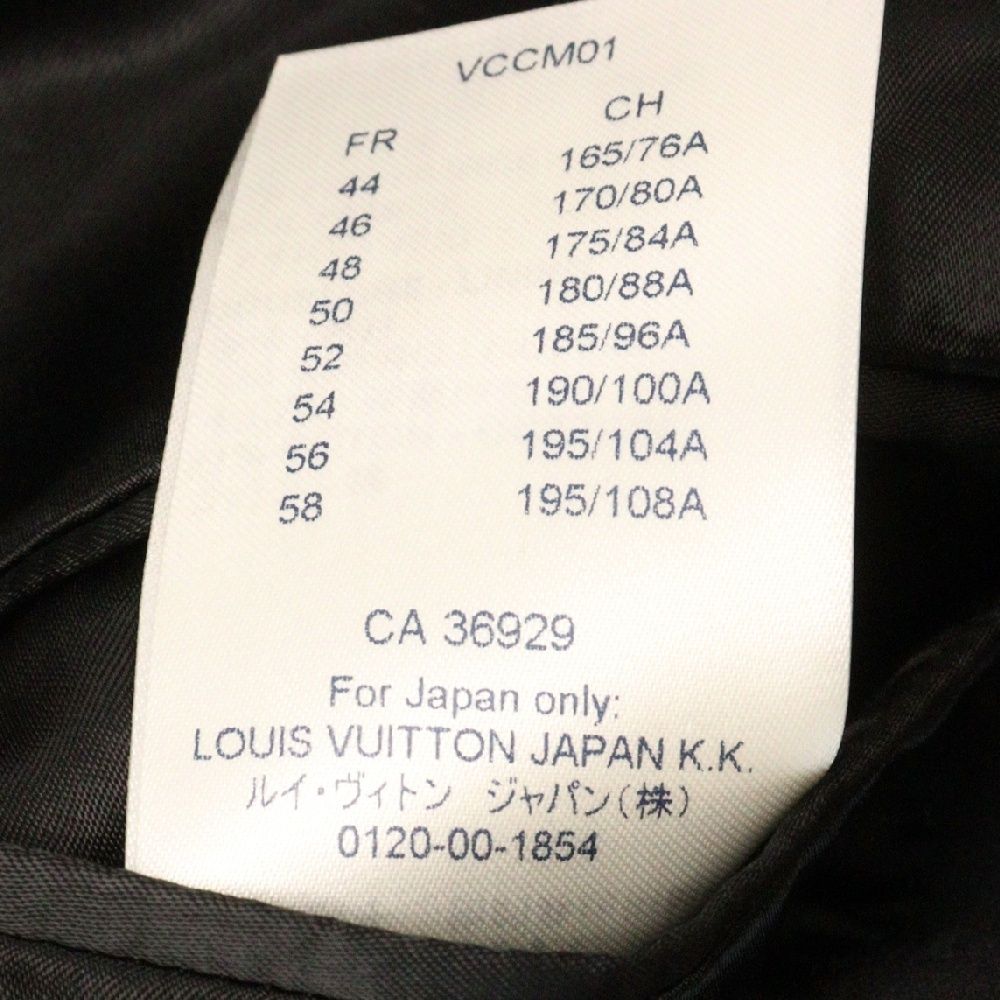 VCCM01
FR CH
44 165/76A
46 170/80A
48 175/84A
50 180/88A
52 185/96A
54 190/100A
56 195/104A
58 195/108A
CA 36929
For Japan only:
LOUIS VUITTON JAPAN K.K.
ルイ・ヴィトン ジャパン(株)
0120-00-1854